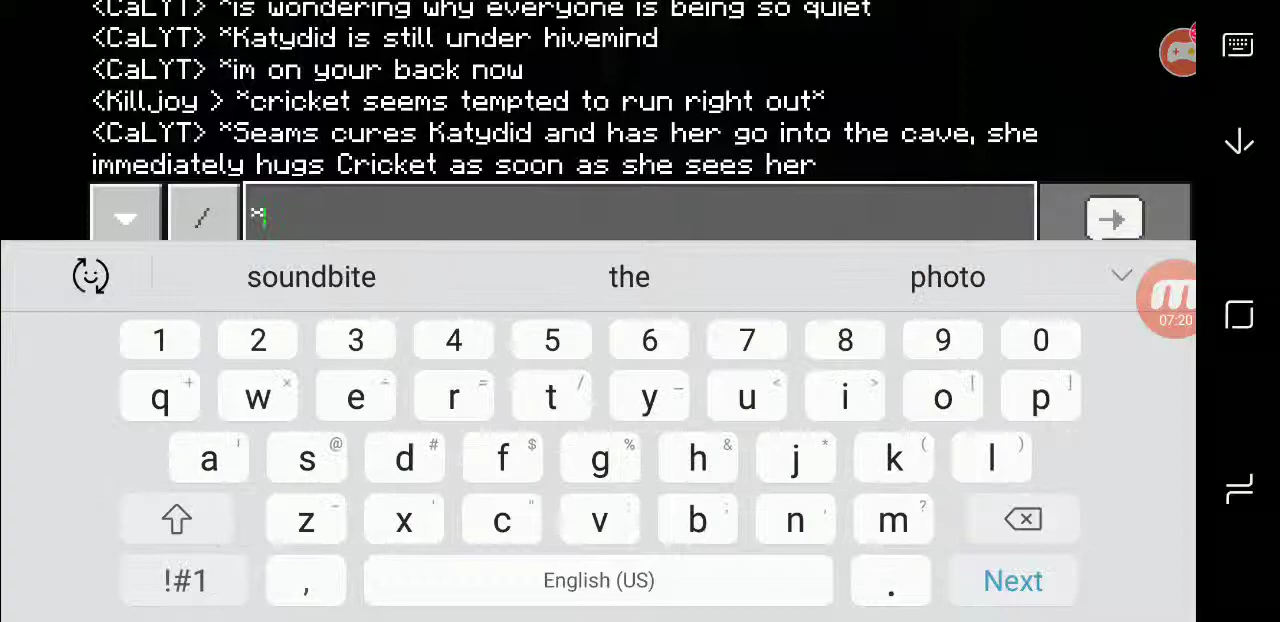 <CaLYT> *is wondering why everyone is being so quiet
<CaLYT> *Katydid is still under hivemind
<CaLYT> *im on your back now
<Killjoy > *cricket seems tempted to run right out*
<CaLYT> *Seams cures Katydid and has her go into the cave, she
immediately hugs Cricket as soon as she sees her
/ *
soundbite the photo
07:20
1 2 3 4 5 6 7 8 9 0
q w e r t y u i o p
a s d f g h j k l
z x c v b n m
!#1 , English (US) . Next